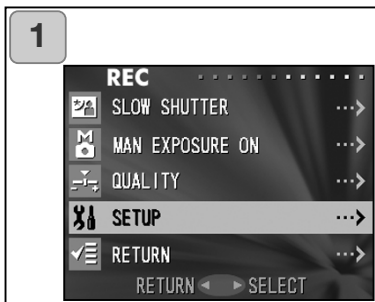 1
REC
SLOW SHUTTER
MAN EXPOSURE ON
QUALITY
SETUP
RETURN
RETURN SELECT